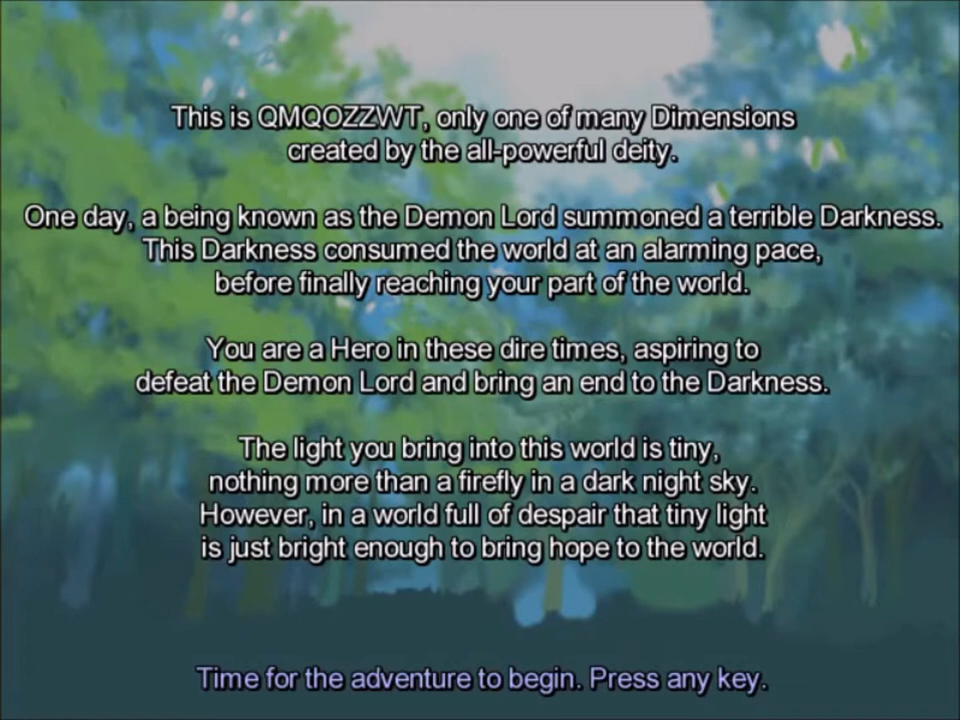 This is QMQOZZWT, only one of many Dimensions
created by the all-powerful deity.
One day, a being known as the Demon Lord summoned a terrible Darkness.
This Darkness consumed the world at an alarming pace,
before finally reaching your part of the world.
You are a Hero in these dire times, aspiring to
defeat the Demon Lord and bring an end to the Darkness.
The light you bring into this world is tiny,
nothing more than a firefly in a dark night sky.
However, in a world full of despair that tiny light
is just bright enough to bring hope to the world.
Time for the adventure to begin. Press any key.